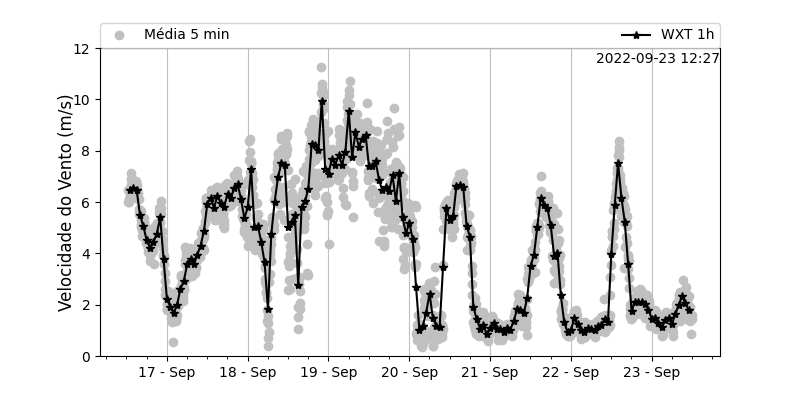 Média 5 min
WXT 1h
2022-09-23 12:27
Velocidade do Vento (m/s)
12
10
8
6
4
2
0
17 - Sep
18 - Sep
19 - Sep
20 - Sep
21 - Sep
22 - Sep
23 - Sep